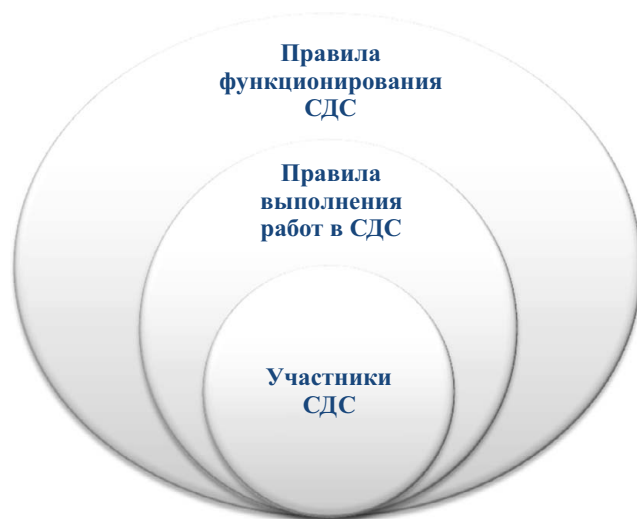 Правила
функционирования
СДС
Правила
выполнения
работ в СДС
Участники
СДС